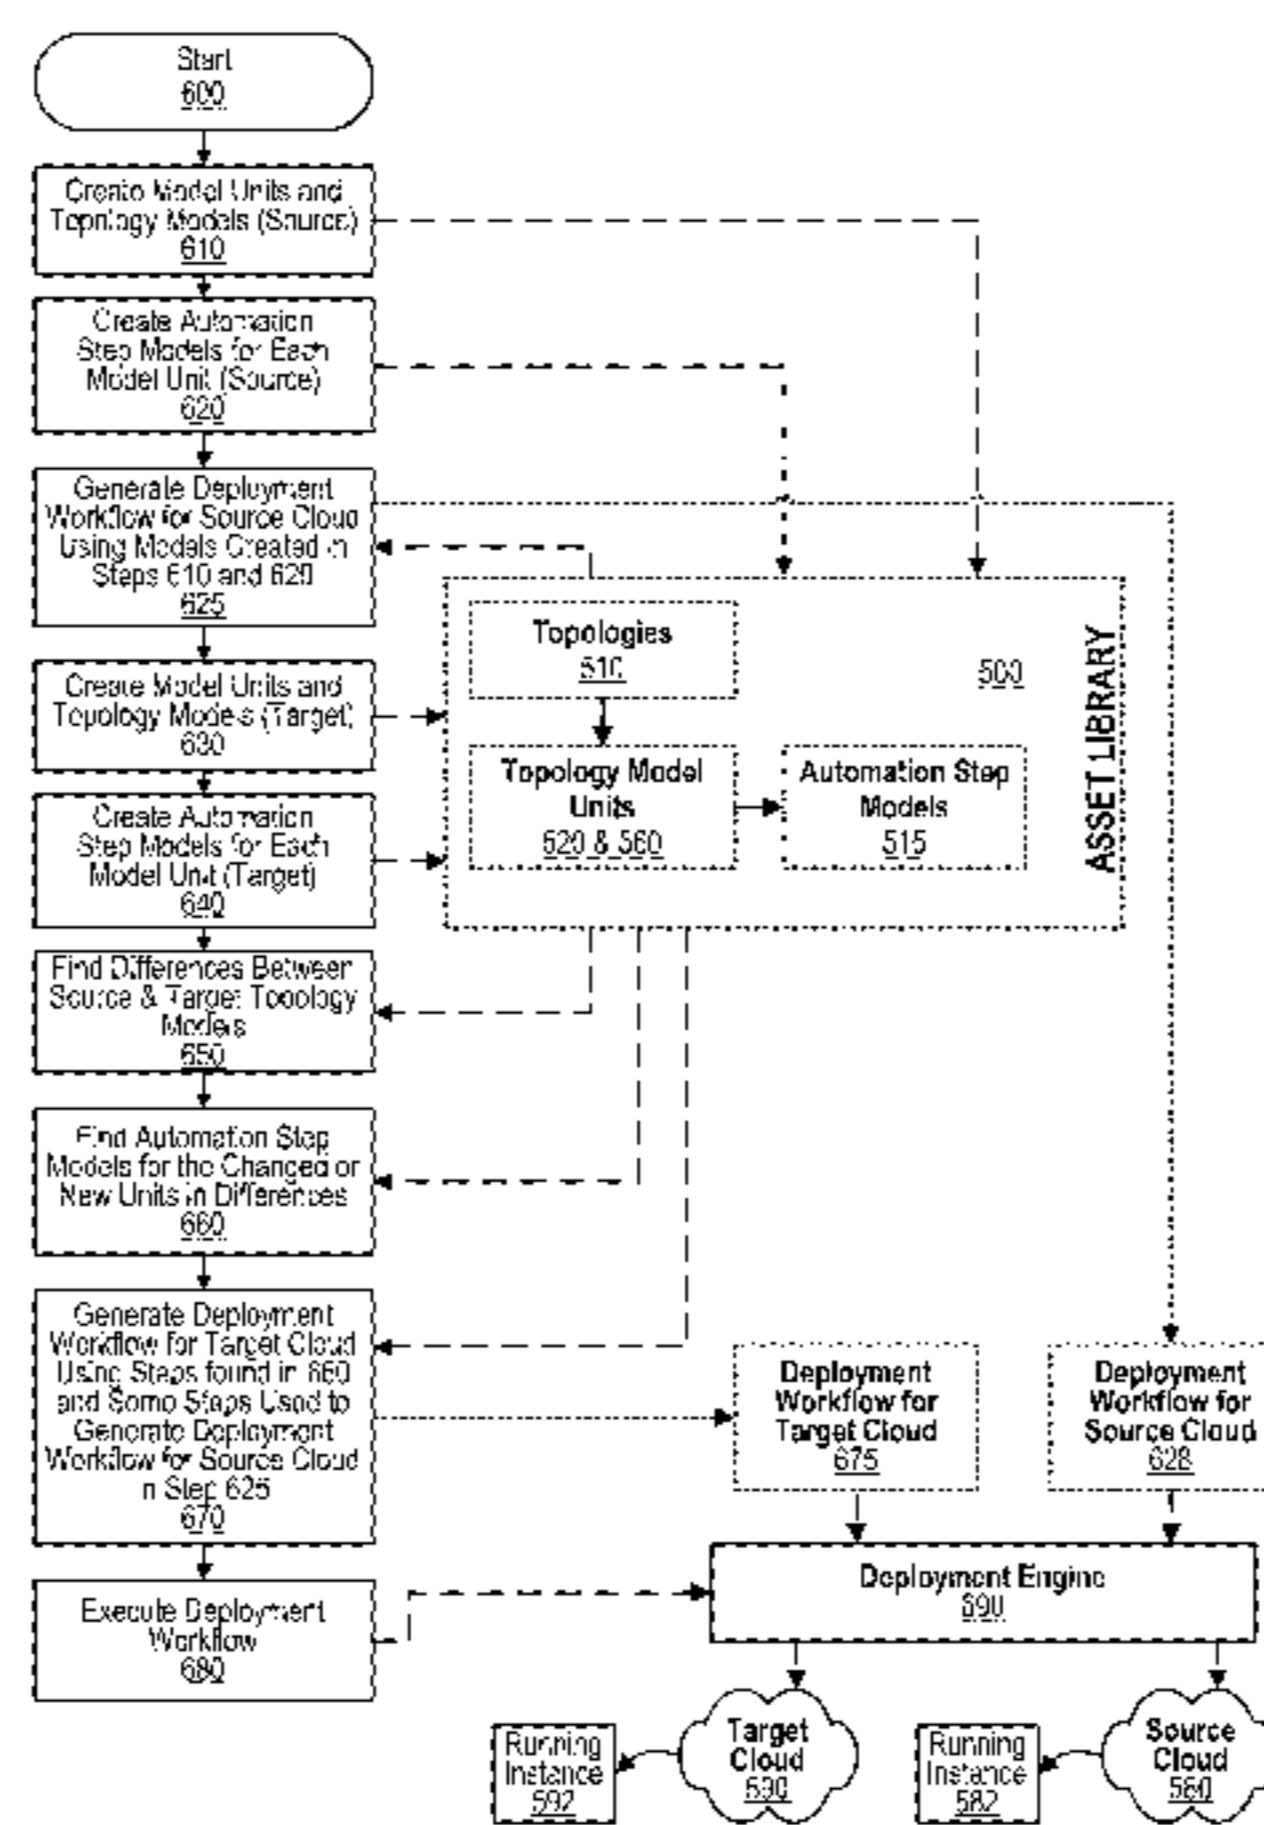 Start
600
Create Model Units and
Topology Models (Source)
610
Create Automation
Step Models for Each
Model Unit (Source)
620
Generate Deployment
Workflow for Source Cloud
Using Models Created in
Steps 610 and 620
625
Create Model Units and
Topology Models (Target)
630
Create Automation
Step Models for Each
Model Unit (Target)
640
Find Differences Between
Source & Target Topology
Models
650
Find Automation Step
Models for the Changed or
New Units in Differences
660
Generate Deployment
Workflow for Target Cloud
Using Steps found in 660
and Some Steps Used to
Generate Deployment
Workflow for Source Cloud
in Step 625
670
Execute Deployment
Workflow
680
Topologies
510
500
ASSET LIBRARY
Topology Model
Units
520 & 560
Automation Step
Models
515
Deployment
Workflow for
Target Cloud
675
Deployment
Workflow for
Source Cloud
628
Deployment Engine
690
Running
Instance
592
Target
Cloud
590
Running
Instance
582
Source
Cloud
580